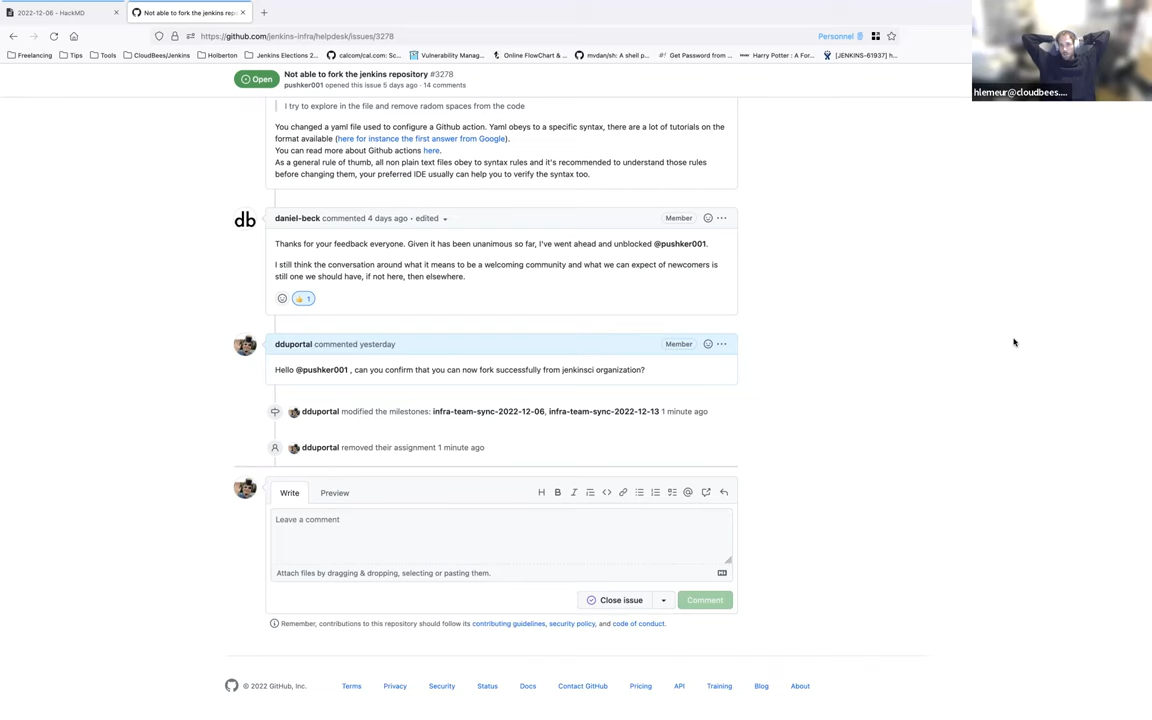 2022-12-06 - HackMD
Not able to fork the jenkins rep
https://github.com/jenkins-infra/helpdesk/issues/3278
Personnel
Freelancing
Tips
Tools
CloudBees/Jenkins
Holberton
Jenkins Elections 2...
calcom/cal.com: Sc...
Vulnerability Manag...
Online FlowChart & ...
mvdan/sh: A shell p...
Get Password from ...
Harry Potter : A For...
[JENKINS-61937] h...
hlemeur@cloudbees....
Open
Not able to fork the jenkins repository #3278
pushker001 opened this issue 5 days ago · 14 comments
I try to explore in the file and remove radom spaces from the code
You changed a yaml file used to configure a Github action. Yaml obeys to a specific syntax, there are a lot of tutorials on the
format available (here for instance the first answer from Google).
You can read more about Github actions here.
As a general rule of thumb, all non plain text files obey to syntax rules and it's recommended to understand those rules
before changing them, your preferred IDE usually can help you to verify the syntax too.
db
daniel-beck commented 4 days ago • edited
Member
Thanks for your feedback everyone. Given it has been unanimous so far, I've went ahead and unblocked @pushker001.
I still think the conversation around what it means to be a welcoming community and what we can expect of newcomers is
still one we should have, if not here, then elsewhere.
1
dduportal commented yesterday
Member
Hello @pushker001 , can you confirm that you can now fork successfully from jenkinsci organization?
dduportal modified the milestones: infra-team-sync-2022-12-06, infra-team-sync-2022-12-13 1 minute ago
dduportal removed their assignment 1 minute ago
Write
Preview
Leave a comment
Attach files by dragging & dropping, selecting or pasting them.
Close issue
Comment
Remember, contributions to this repository should follow its contributing guidelines, security policy, and code of conduct.
© 2022 GitHub, Inc.
Terms
Privacy
Security
Status
Docs
Contact GitHub
Pricing
API
Training
Blog
About